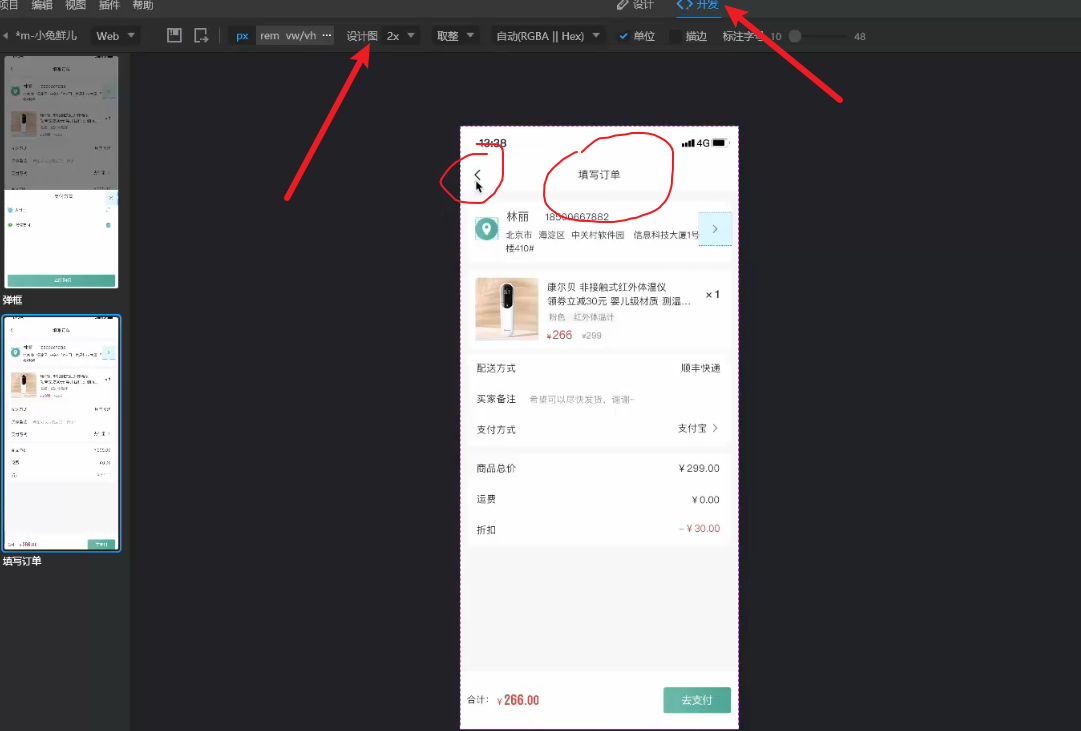 项目 编辑 视图 插件 帮助
设计 开发
*m-小兔鲜儿 Web px rem vw/vh ··· 设计图 2x 取整 自动(RGBA || Hex) 单位 描边 标注字号 10 48
弹框
填写订单
13:38 4G
填写订单
林丽 18500667882
北京市 海淀区 中关村软件园 信息科技大厦1号
楼410#
康尔贝 非接触式红外体温仪
领券立减30元 婴儿级材质 测温...
×1
粉色 红外体温计
¥266 ¥299
配送方式 顺丰快递
买家备注 希望可以尽快发货，谢谢~
支付方式 支付宝
商品总价 ¥299.00
运费 ¥0.00
折扣 -¥30.00
合计: ¥266.00 去支付